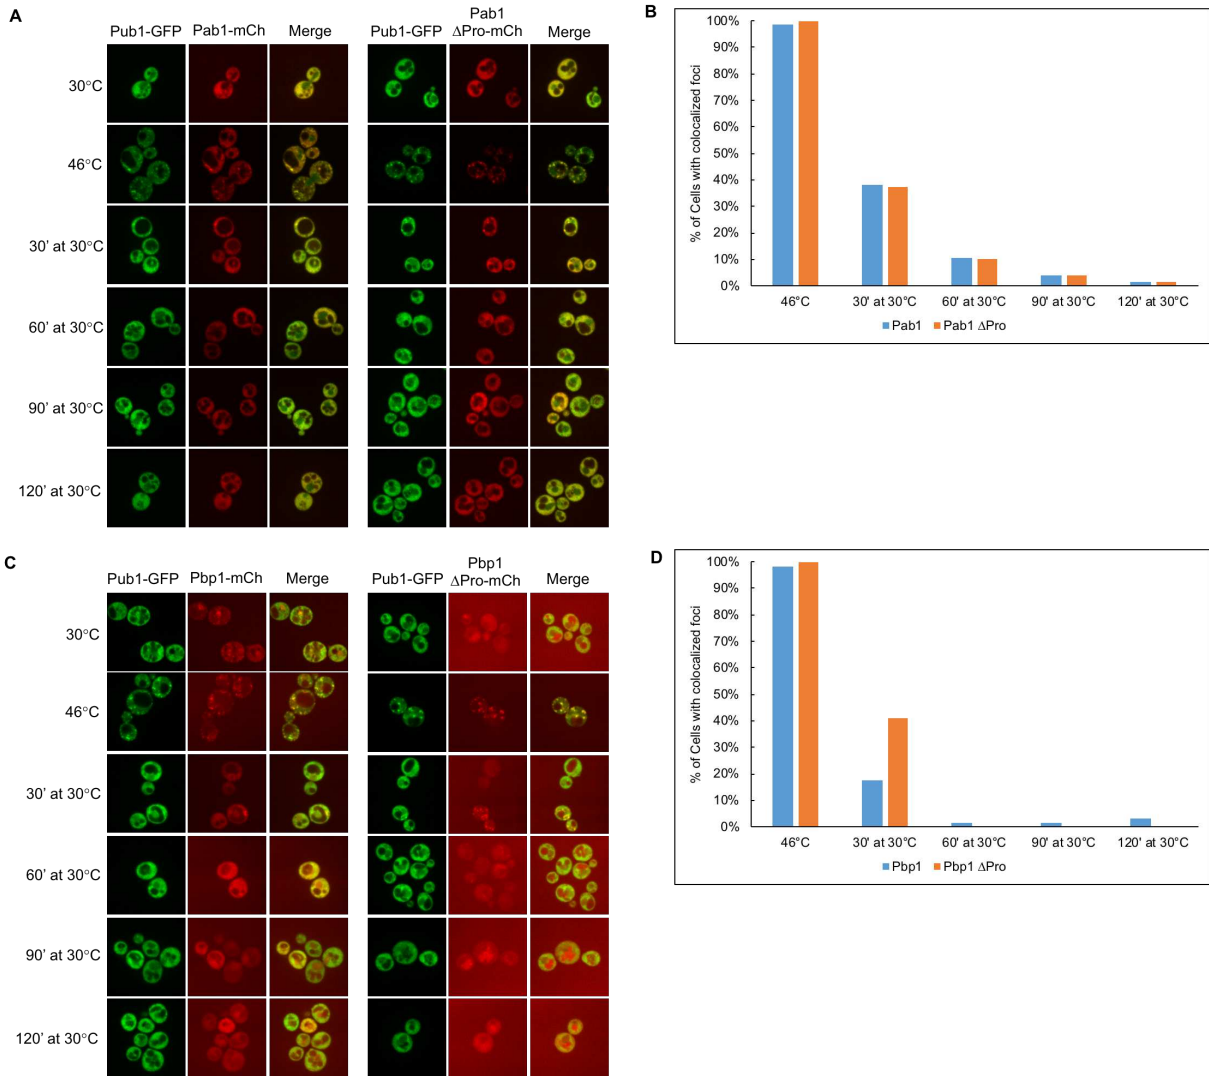 A
Pub1-GFP Pab1-mCh Merge
Pub1-GFP
Pab1
ΔPro-mCh
Merge
30°C
46°C
30' at 30°C
60' at 30°C
90' at 30°C
120' at 30°C
B
% of Cells with colocalized foci
100%
90%
80%
70%
60%
50%
40%
30%
20%
10%
0%
46°C 30' at 30°C 60' at 30°C 90' at 30°C 120' at 30°C
Pab1 Pab1 ΔPro
C
Pub1-GFP Pbp1-mCh Merge
Pub1-GFP
Pbp1
ΔPro-mCh
Merge
30°C
46°C
30' at 30°C
60' at 30°C
90' at 30°C
120' at 30°C
D
% of Cells with colocalized foci
100%
90%
80%
70%
60%
50%
40%
30%
20%
10%
0%
46°C 30' at 30°C 60' at 30°C 90' at 30°C 120' at 30°C
Pbp1 Pbp1 ΔPro